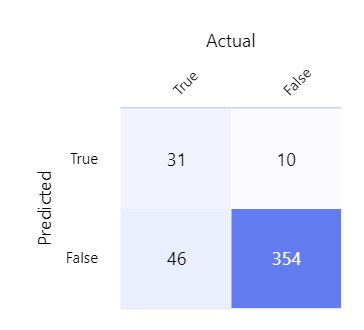 Actual
True False
Predicted
True 31 10
False 46 354